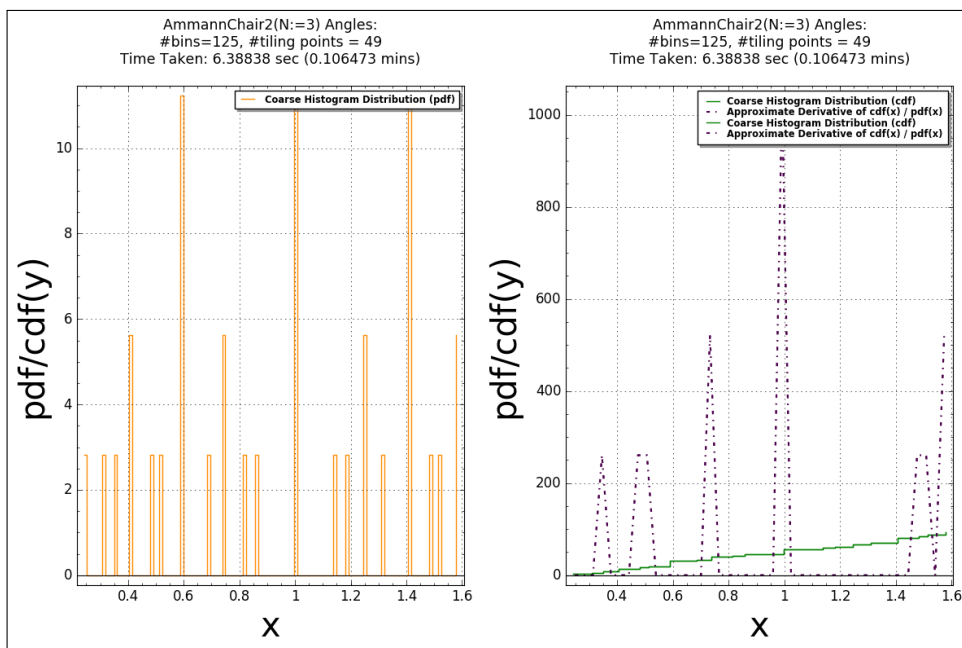 AmmannChair2(N:=3) Angles:
#bins=125, #tiling points = 49
Time Taken: 6.38838 sec (0.106473 mins)
Coarse Histogram Distribution (pdf)
pdf/cdf(y)
10
8
6
4
2
0
0.4
0.6
0.8
1
1.2
1.4
1.6
x
AmmannChair2(N:=3) Angles:
#bins=125, #tiling points = 49
Time Taken: 6.38838 sec (0.106473 mins)
Coarse Histogram Distribution (cdf)
Approximate Derivative of cdf(x) / pdf(x)
Coarse Histogram Distribution (cdf)
Approximate Derivative of cdf(x) / pdf(x)
pdf/cdf(y)
1000
800
600
400
200
0
0.4
0.6
0.8
1
1.2
1.4
1.6
x